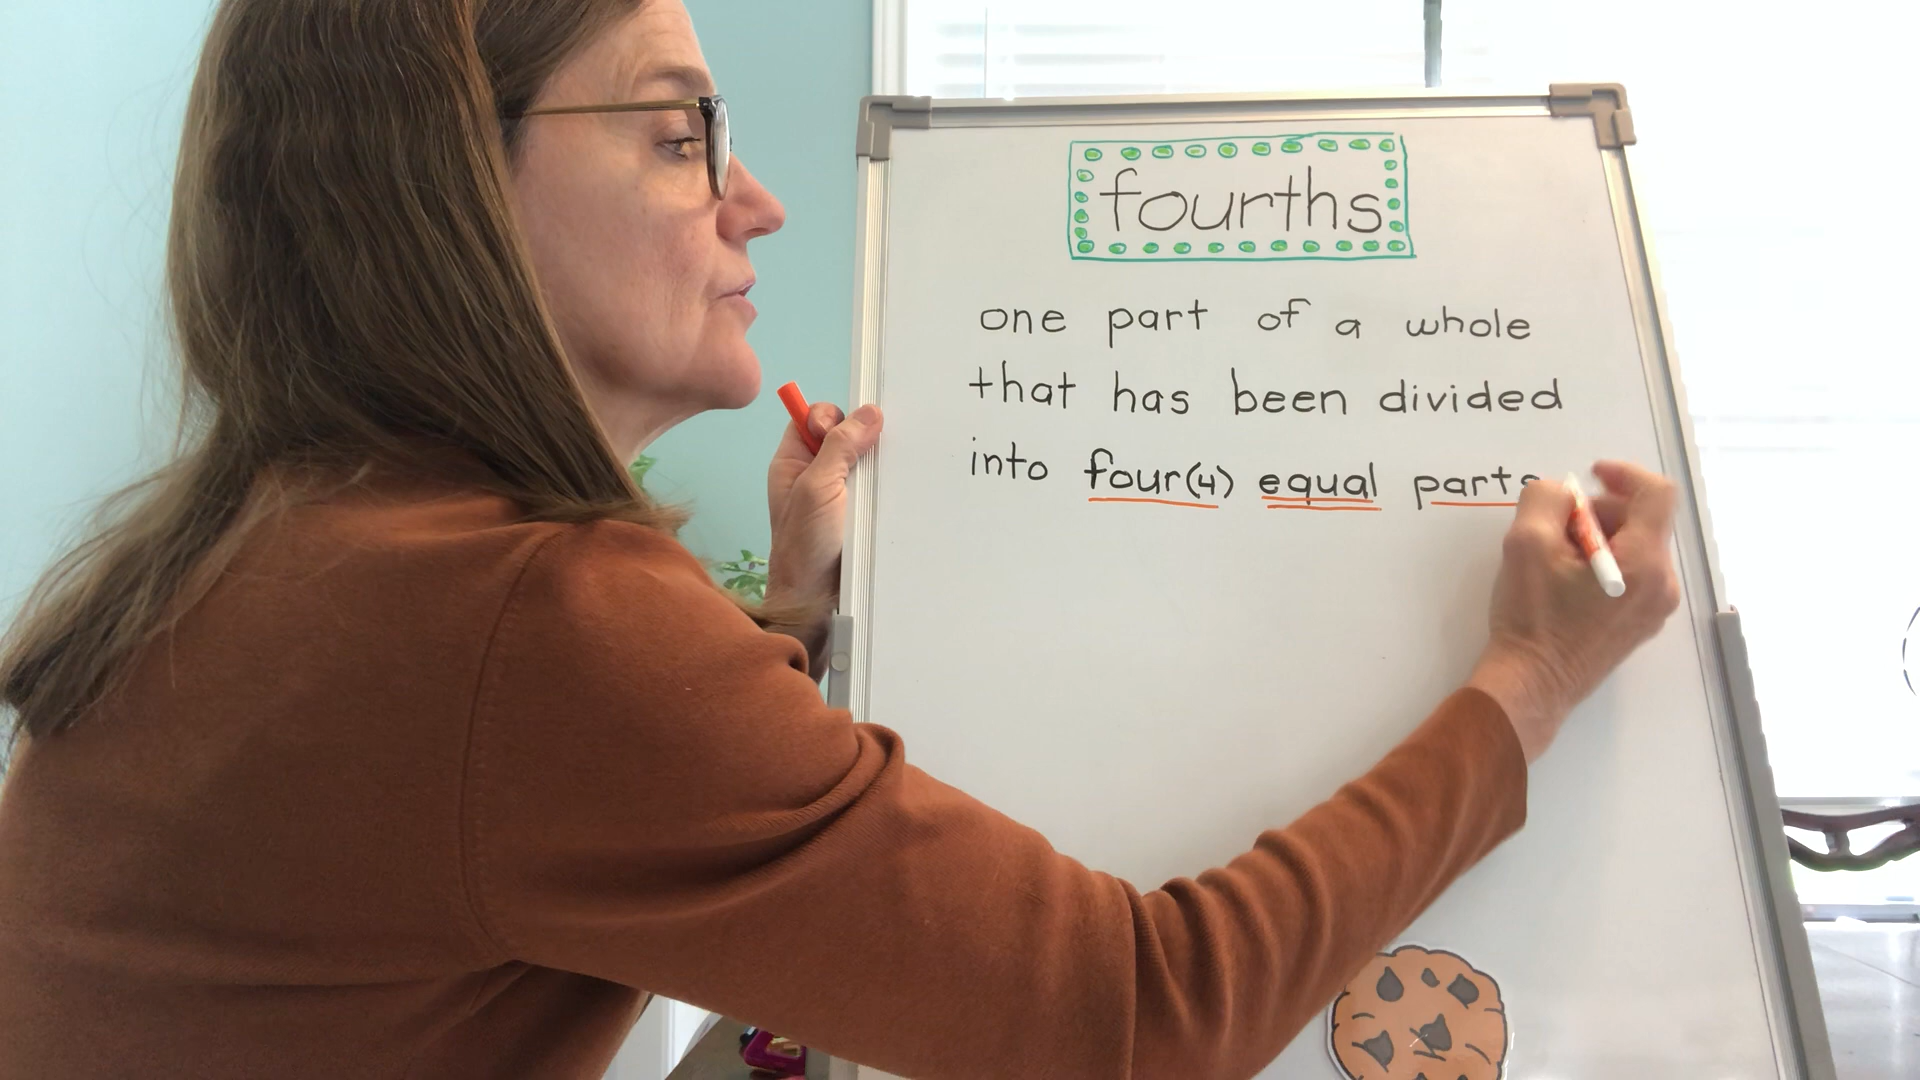 fourths
one part of a whole
that has been divided
into four(4) equal parts